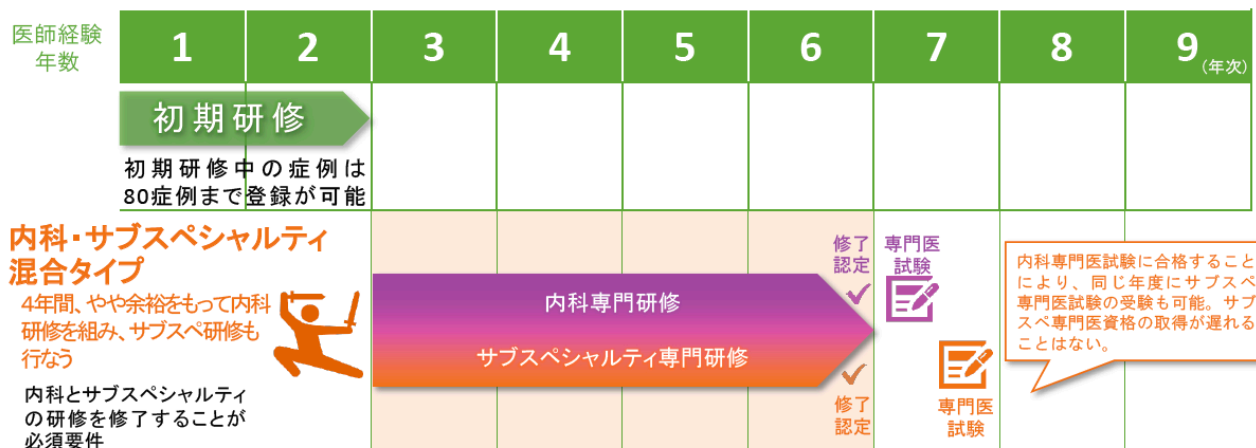 医師経験
年数
1 2 3 4 5 6 7 8 9(年次)
初期研修
初期研修中の症例は
80症例まで登録が可能
内科・サブスペシャルティ
混合タイプ
4年間、やや余裕をもって内科
研修を組み、サブスペ研修も
行なう
内科とサブスペシャルティ
の研修を修了することが
必須要件
内科専門研修
サブスペシャルティ専門研修
修了
認定
専門医
試験
修了
認定
専門医
試験
内科専門医試験に合格すること
により、同じ年度にサブスペ
専門医試験の受験も可能。サブ
スペ専門医資格の取得が遅れる
ことはない。